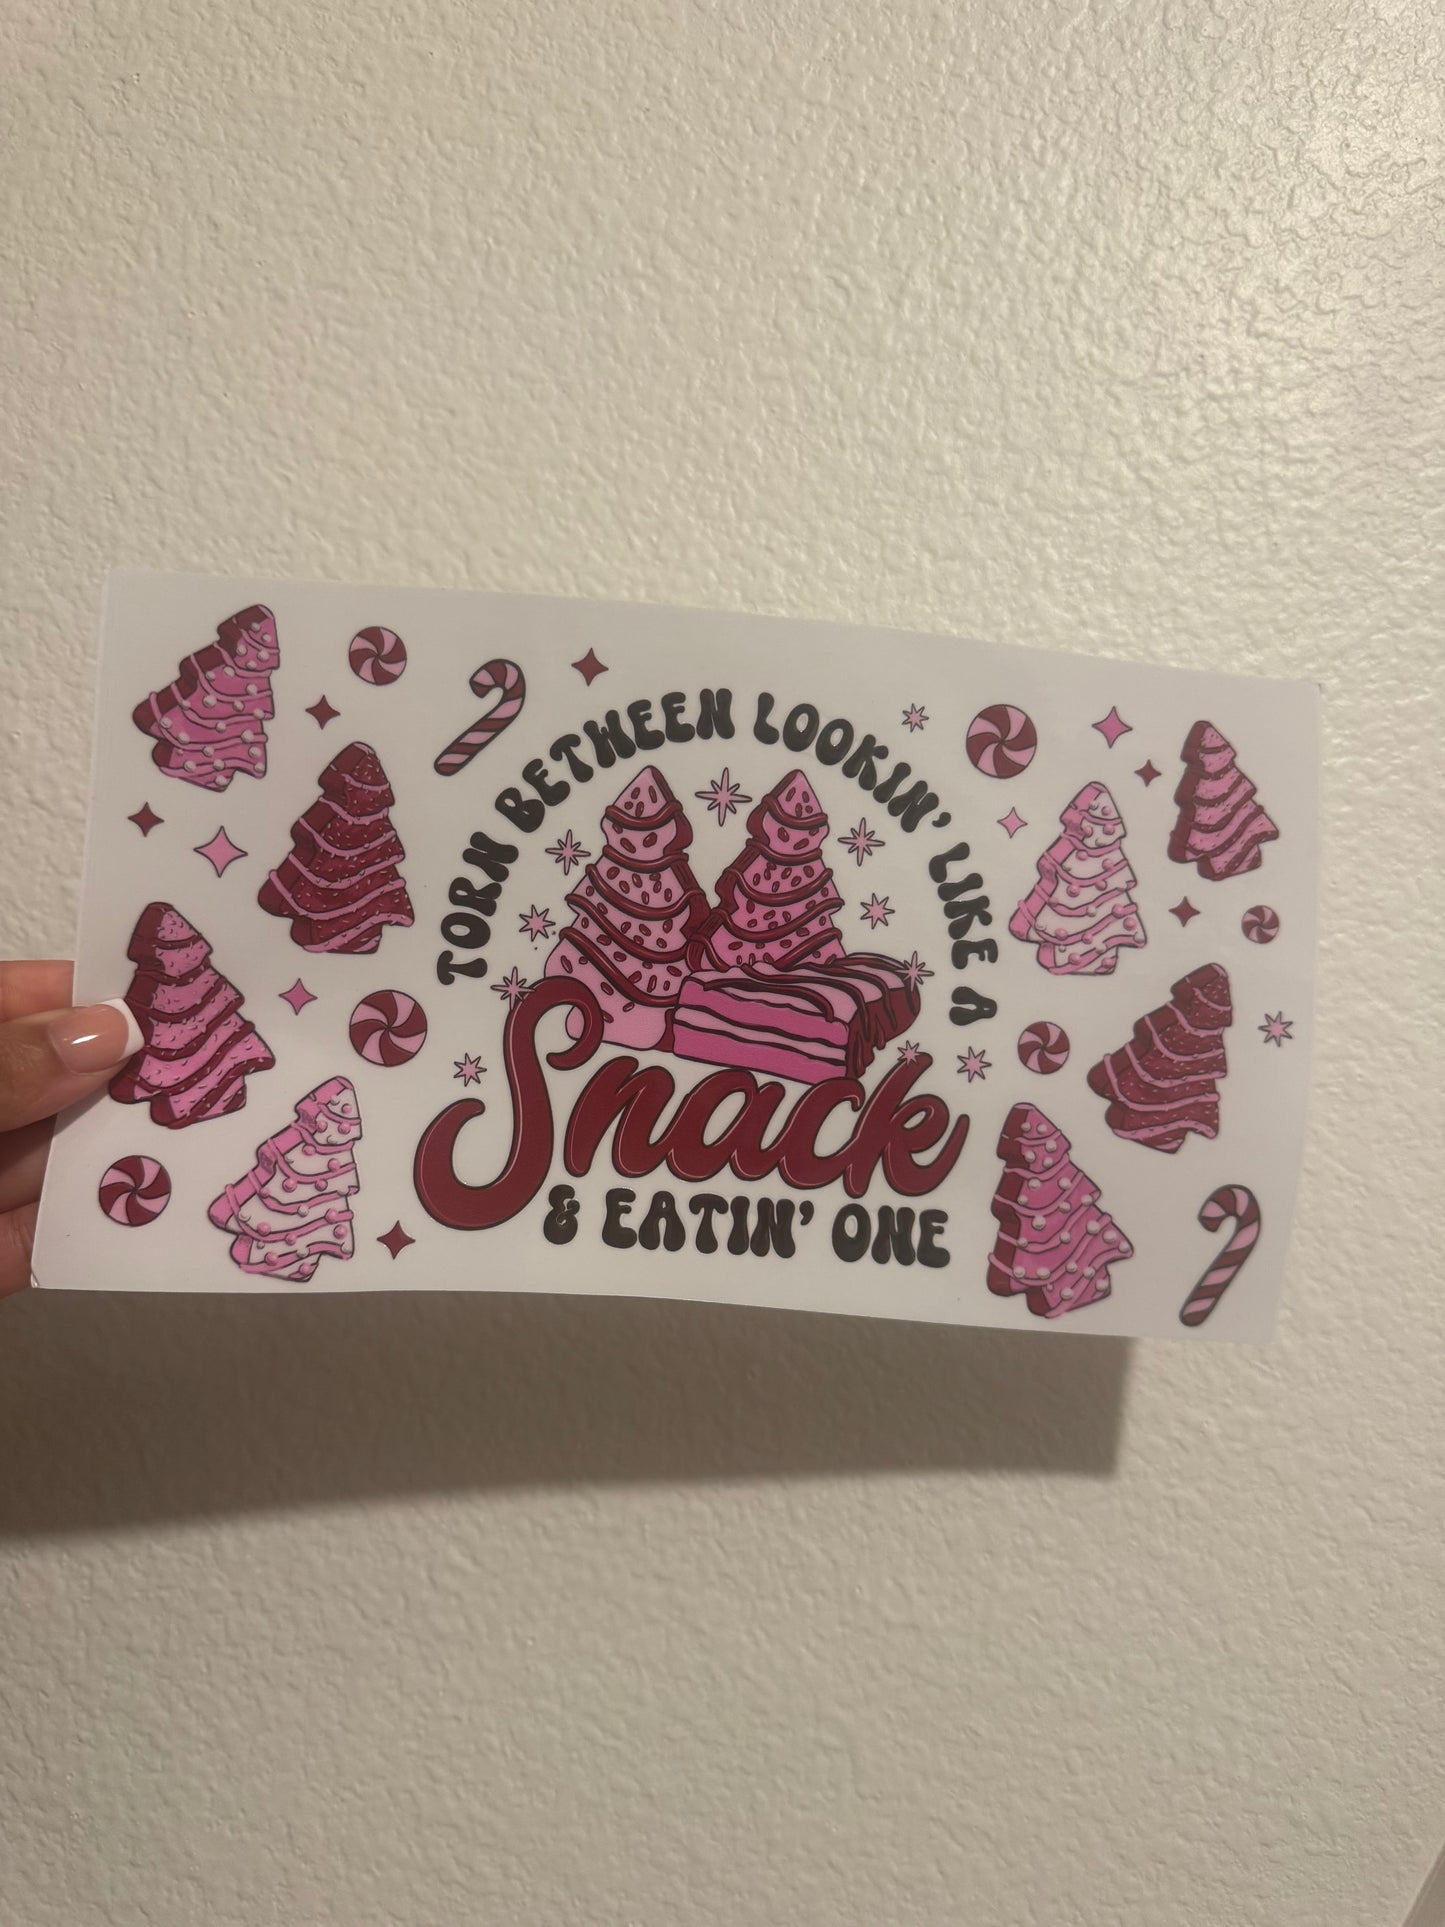 TORN BETWEEN LOOKIN' LIKE A
Snack
& EATIN' ONE